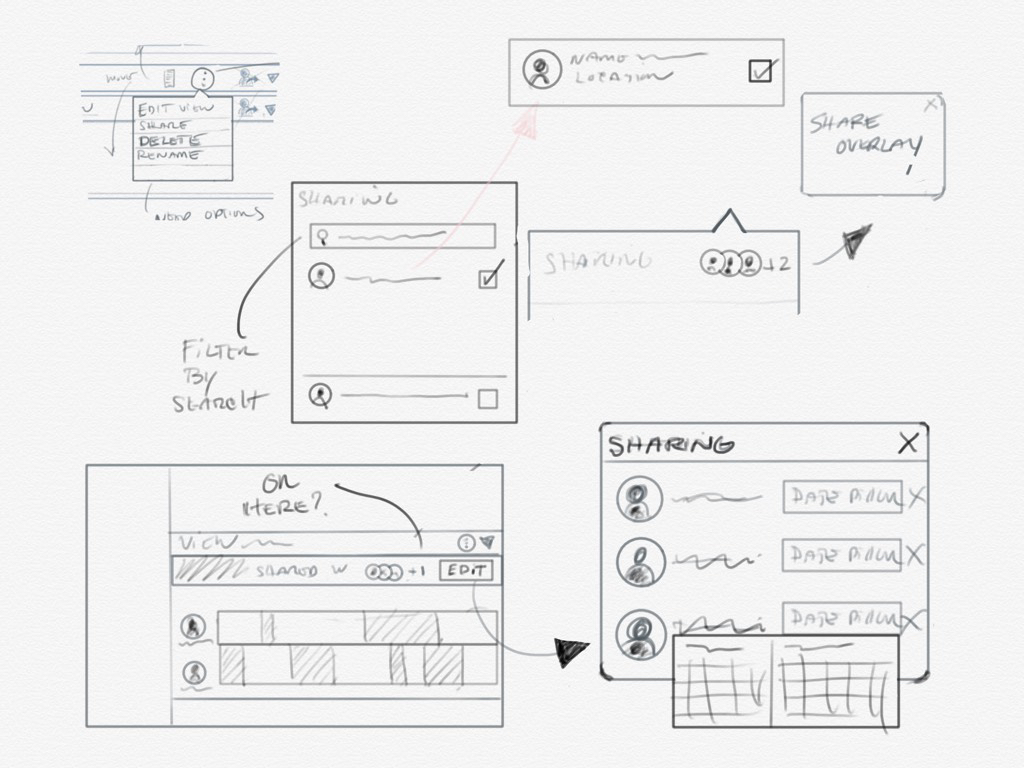 EDIT VIEW
SHARE
DELETE
RENAME
OPTIONS
NAME
LOCATION
X
SHARE
OVERLAY
SHARING
SHARING
+2
FILTER
BY
SEARCH
OR
HERE?
VIEW
SHARED W
+1
EDIT
SHARING
X
DATE PICKER X
DATE PICKER X
DATE PICKER X